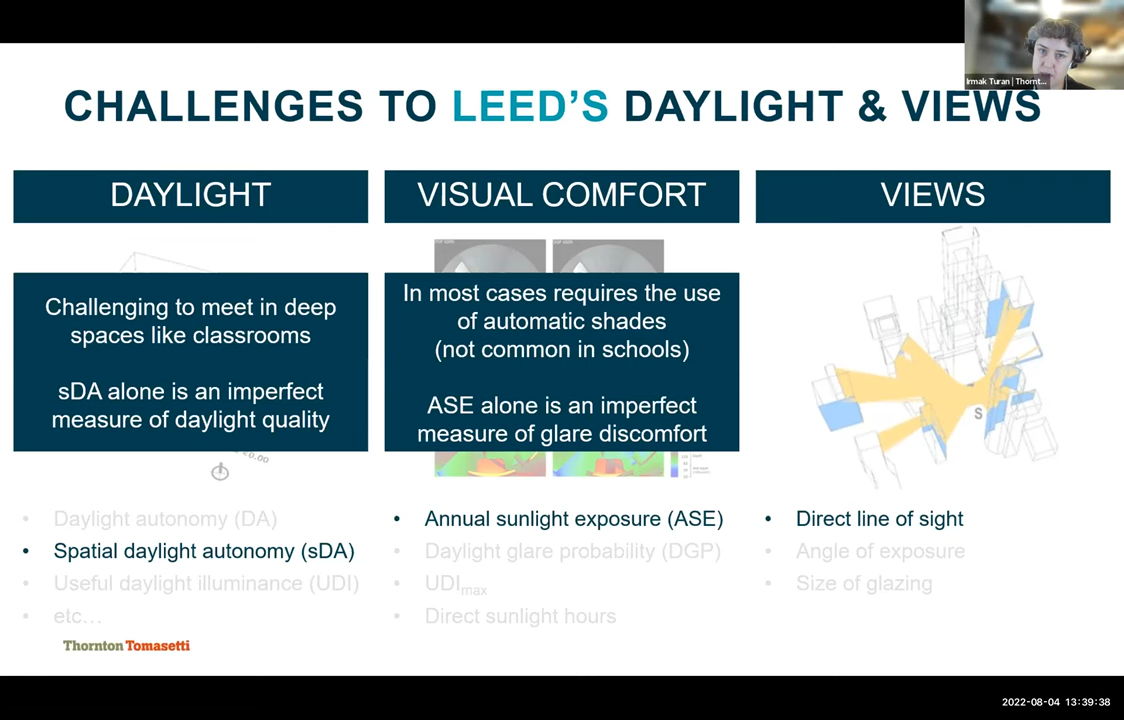 Irmak Turan | Thornt...
CHALLENGES TO LEED'S DAYLIGHT & VIEWS
DAYLIGHT
Challenging to meet in deep
spaces like classrooms
sDA alone is an imperfect
measure of daylight quality
• Daylight autonomy (DA)
• Spatial daylight autonomy (sDA)
• Useful daylight illuminance (UDI)
• etc…
VISUAL COMFORT
In most cases requires the use
of automatic shades
(not common in schools)
ASE alone is an imperfect
measure of glare discomfort
• Annual sunlight exposure (ASE)
• Daylight glare probability (DGP)
• UDImax
• Direct sunlight hours
VIEWS
S
• Direct line of sight
• Angle of exposure
• Size of glazing
Thornton Tomasetti
2022-08-04 13:39:38